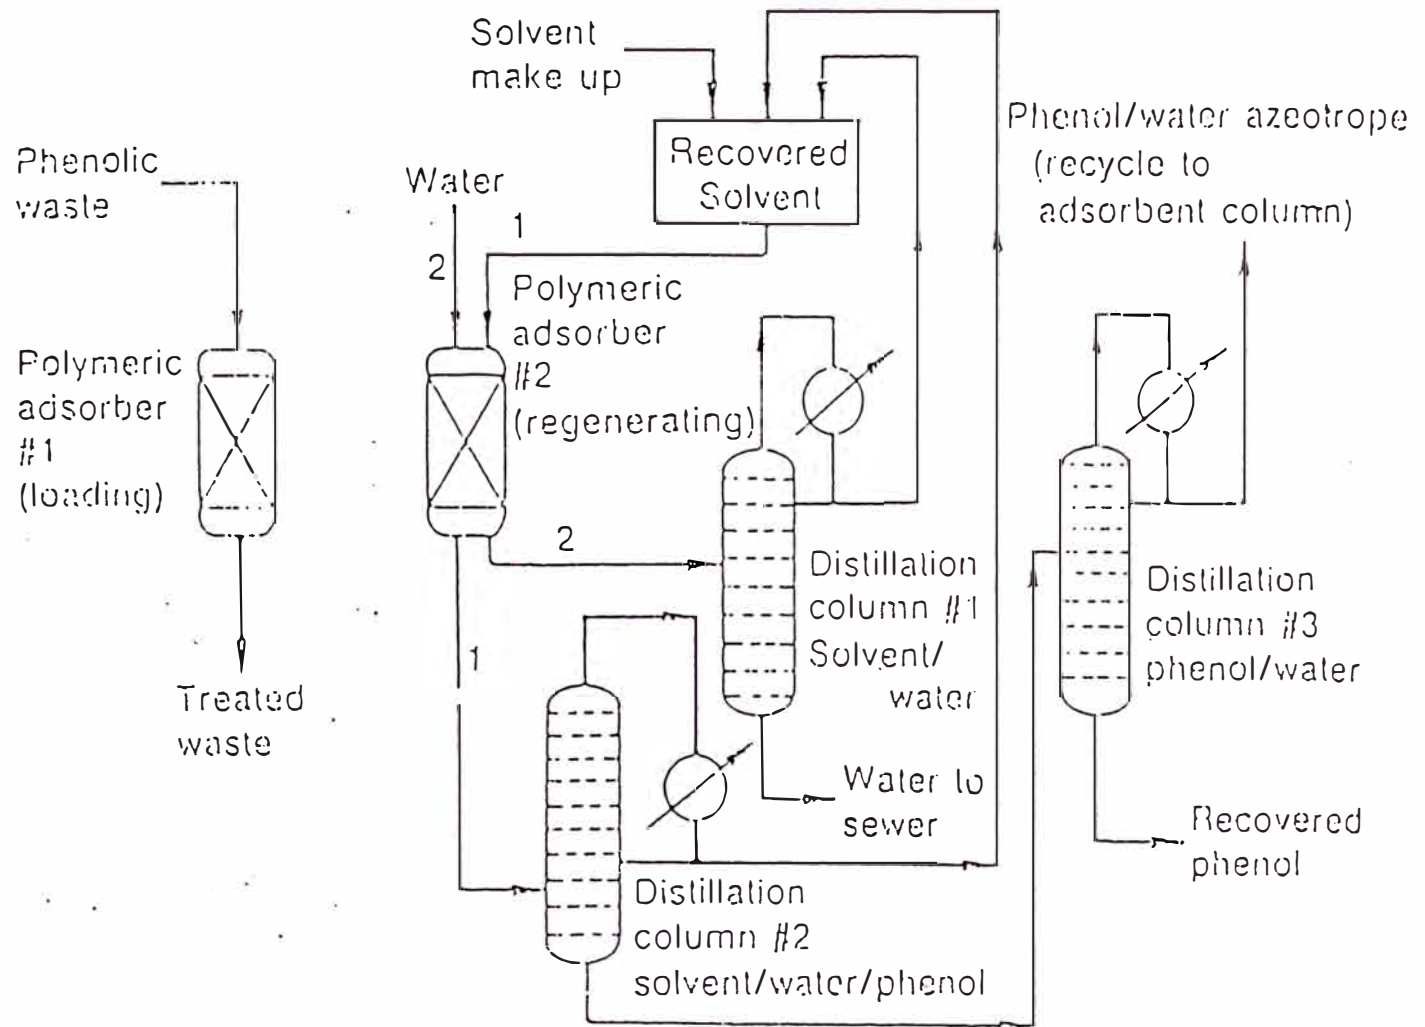 Solvent
make up
Recovered
Solvent
Phenol/water azeotrope
(recycle to
adsorbent column)
Phenolic
waste
Water
1
2
Polymeric
adsorber
#2
(regenerating)
Polymeric
adsorber
#1
(loading)
2
Distillation
column #1
Solvent/
water
Distillation
column #3
phenol/water
1
Treated
waste
Water to
sewer
Recovered
phenol
Distillation
column #2
solvent/water/phenol